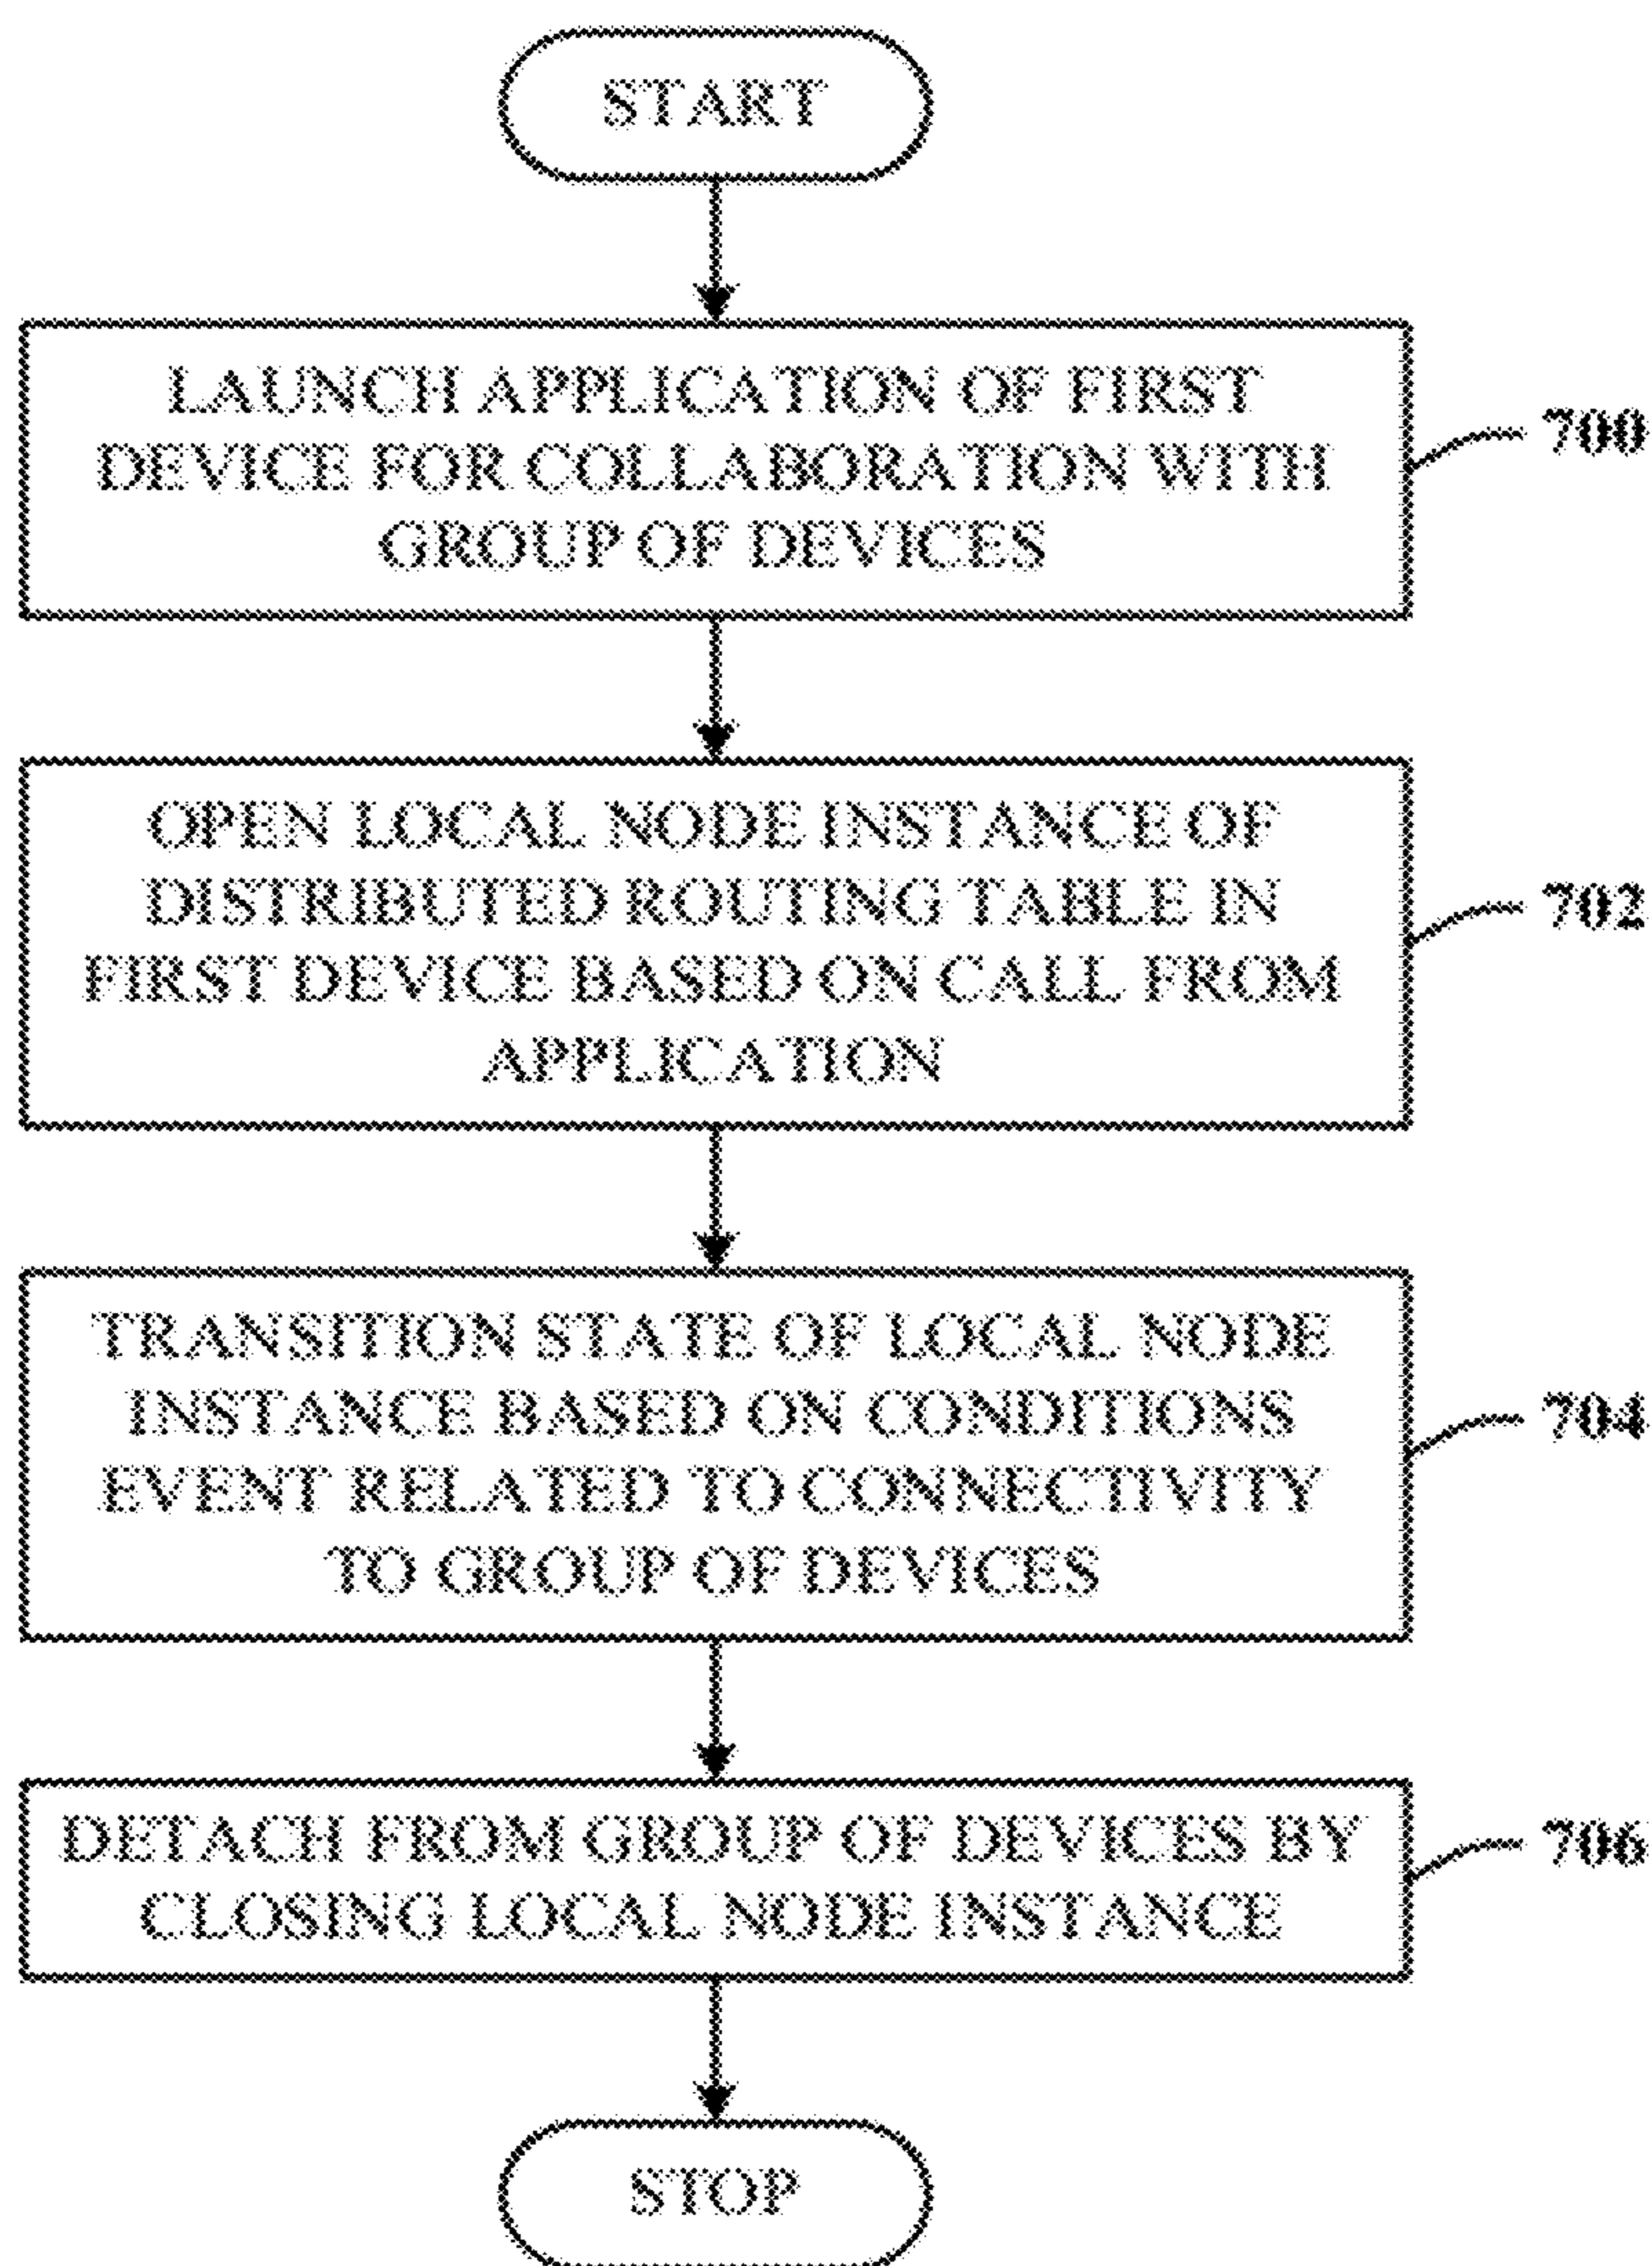 START
LAUNCH APPLICATION OF FIRST
DEVICE FOR COLLABORATION WITH
GROUP OF DEVICES
700
OPEN LOCAL NODE INSTANCE OF
DISTRIBUTED ROUTING TABLE IN
FIRST DEVICE BASED ON CALL FROM
APPLICATION
702
TRANSITION STATE OF LOCAL NODE
INSTANCE BASED ON CONDITIONS
EVENT RELATED TO CONNECTIVITY
TO GROUP OF DEVICES
704
DETACH FROM GROUP OF DEVICES BY
CLOSING LOCAL NODE INSTANCE
706
STOP